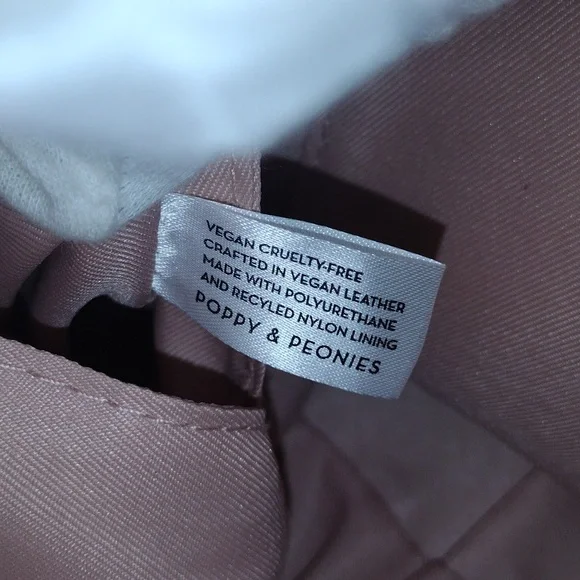 VEGAN CRUELTY-FREE
CRAFTED IN VEGAN LEATHER
MADE WITH POLYURETHANE
AND RECYLED NYLON LINING
POPPY & PEONIES